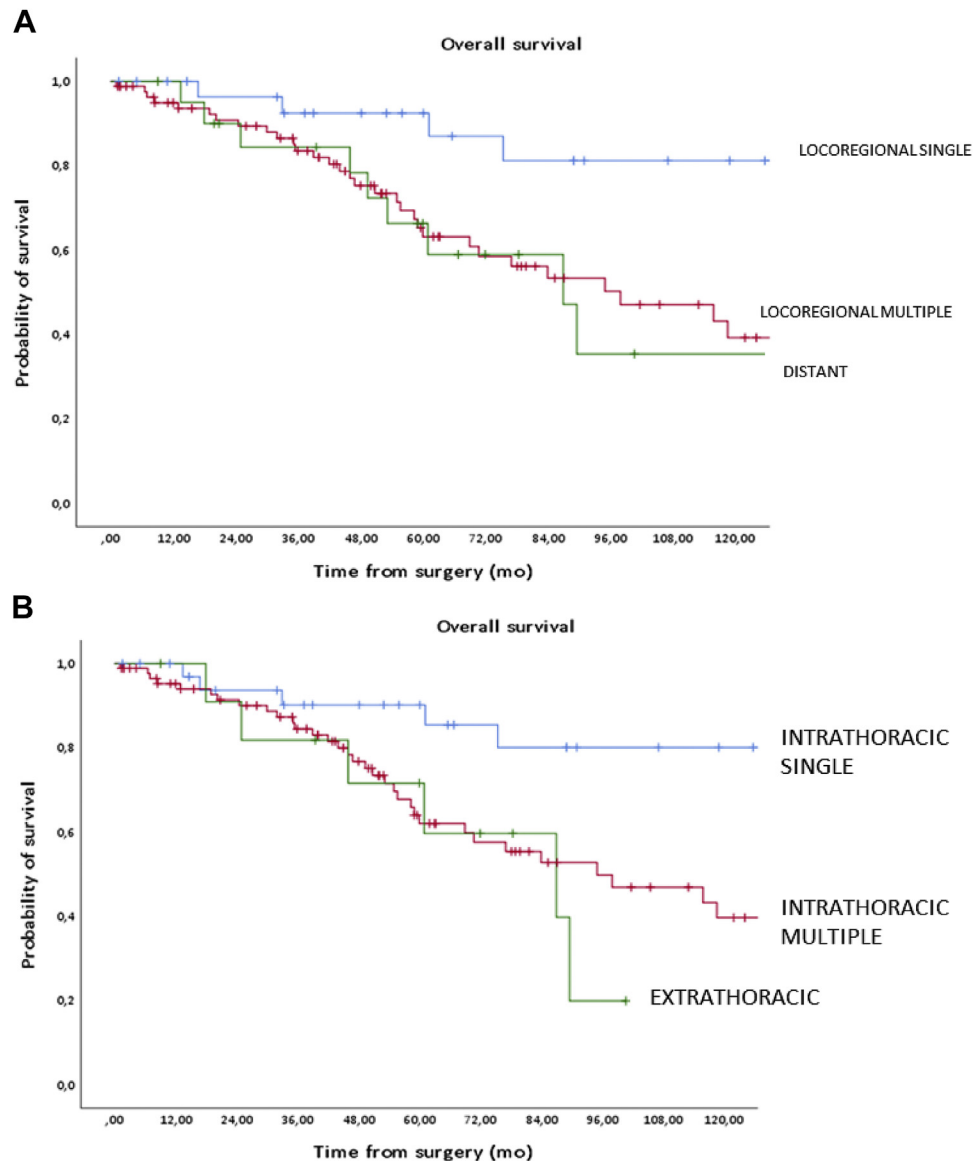 A
Overall survival
1,0
0,8
0,6
0,4
0,2
0,0
Probability of survival
LOCOREGIONAL SINGLE
LOCOREGIONAL MULTIPLE
DISTANT
,00 12,00 24,00 36,00 48,00 60,00 72,00 84,00 96,00 108,00 120,00
Time from surgery (mo)
B
Overall survival
1,0
0,8
0,6
0,4
0,2
0,0
Probability of survival
INTRATHORACIC
SINGLE
INTRATHORACIC
MULTIPLE
EXTRATHORACIC
,00 12,00 24,00 36,00 48,00 60,00 72,00 84,00 96,00 108,00 120,00
Time from surgery (mo)